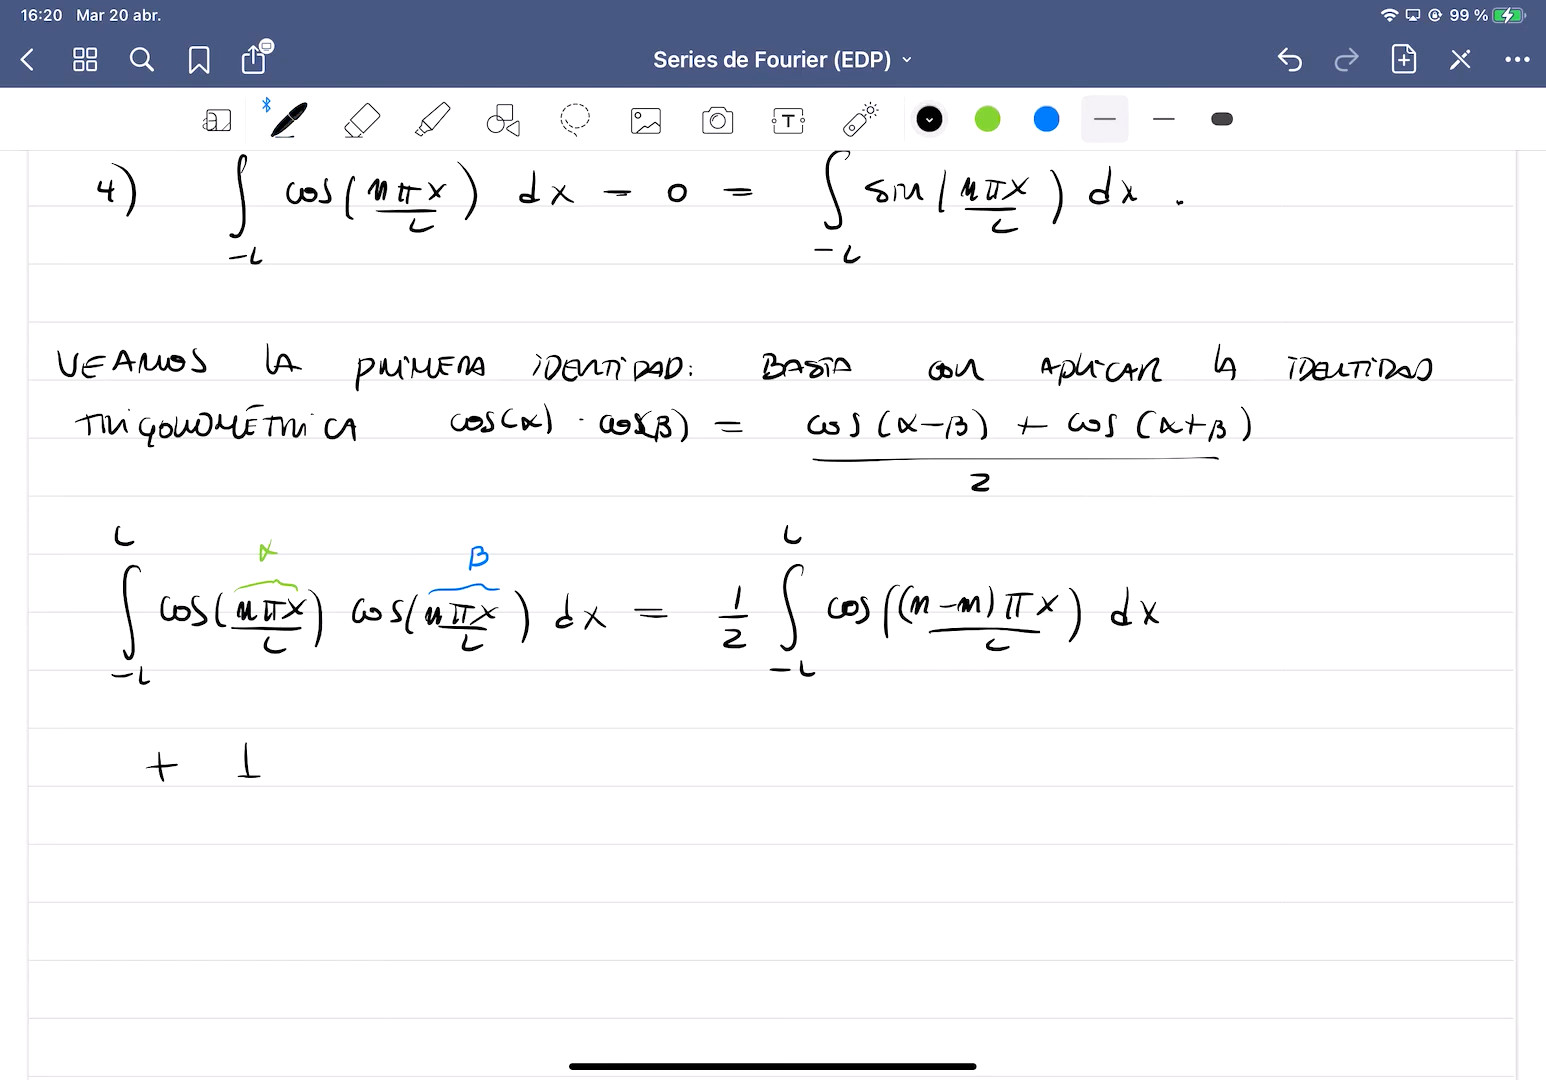 16:20 Mar 20 abr. 99 %
Series de Fourier (EDP)
T
4) ∫ cos(nπx/L) dx = 0 = ∫ sin(nπx/L) dx .
-L -L
VEAMOS LA PRIMERA IDENTIDAD: BASTA CON APLICAR LA IDENTIDAD
TRIGONOMÉTRICA cos(α) · cos(β) = cos(α-β) + cos(α+β)
2
L α β L
∫ cos(nπx/L) cos(mπx/L) dx = 1/2 ∫ cos((n-m)πx/L) dx
-L -L
+ 1